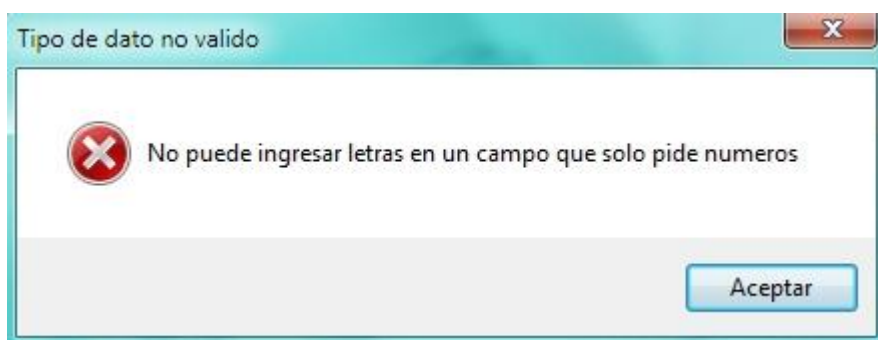 Tipo de dato no valido
No puede ingresar letras en un campo que solo pide numeros
Aceptar